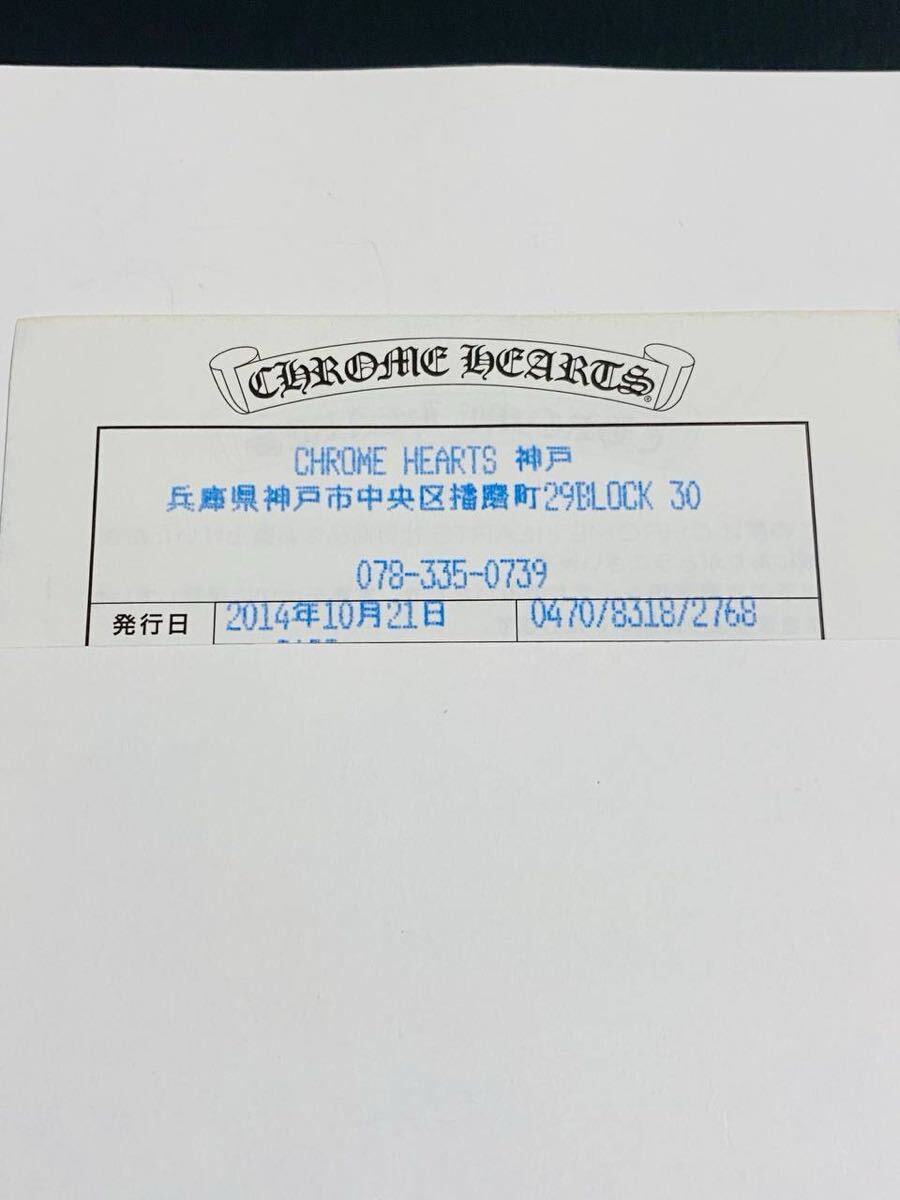 CHROME HEARTS®
CHROME HEARTS 神戸
兵庫県神戸市中央区播磨町29BLOCK 30
078-335-0739
発行日 2014年10月21日 0470/8318/2768